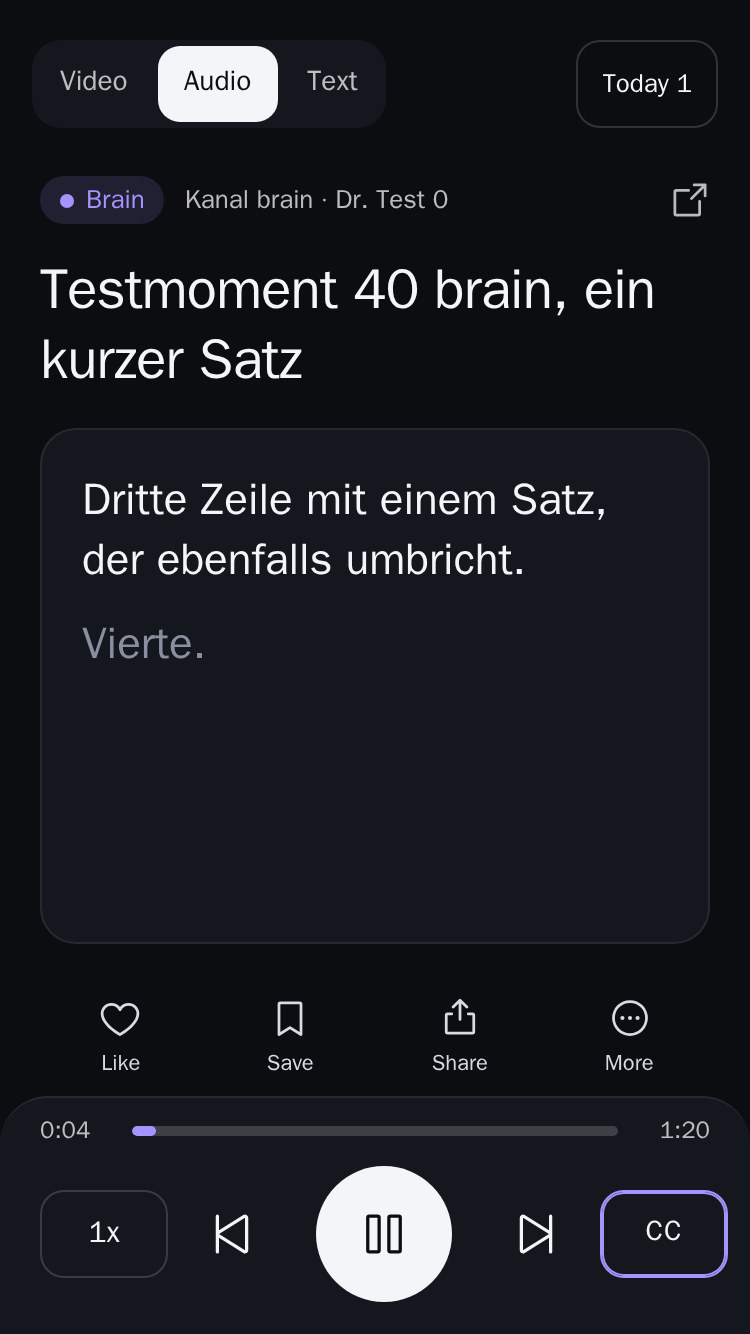 Video Audio Text Today 1
Brain Kanal brain · Dr. Test 0
Testmoment 40 brain, ein
kurzer Satz
Dritte Zeile mit einem Satz,
der ebenfalls umbricht.
Vierte.
Like Save Share More
0:04 1:20
1x CC